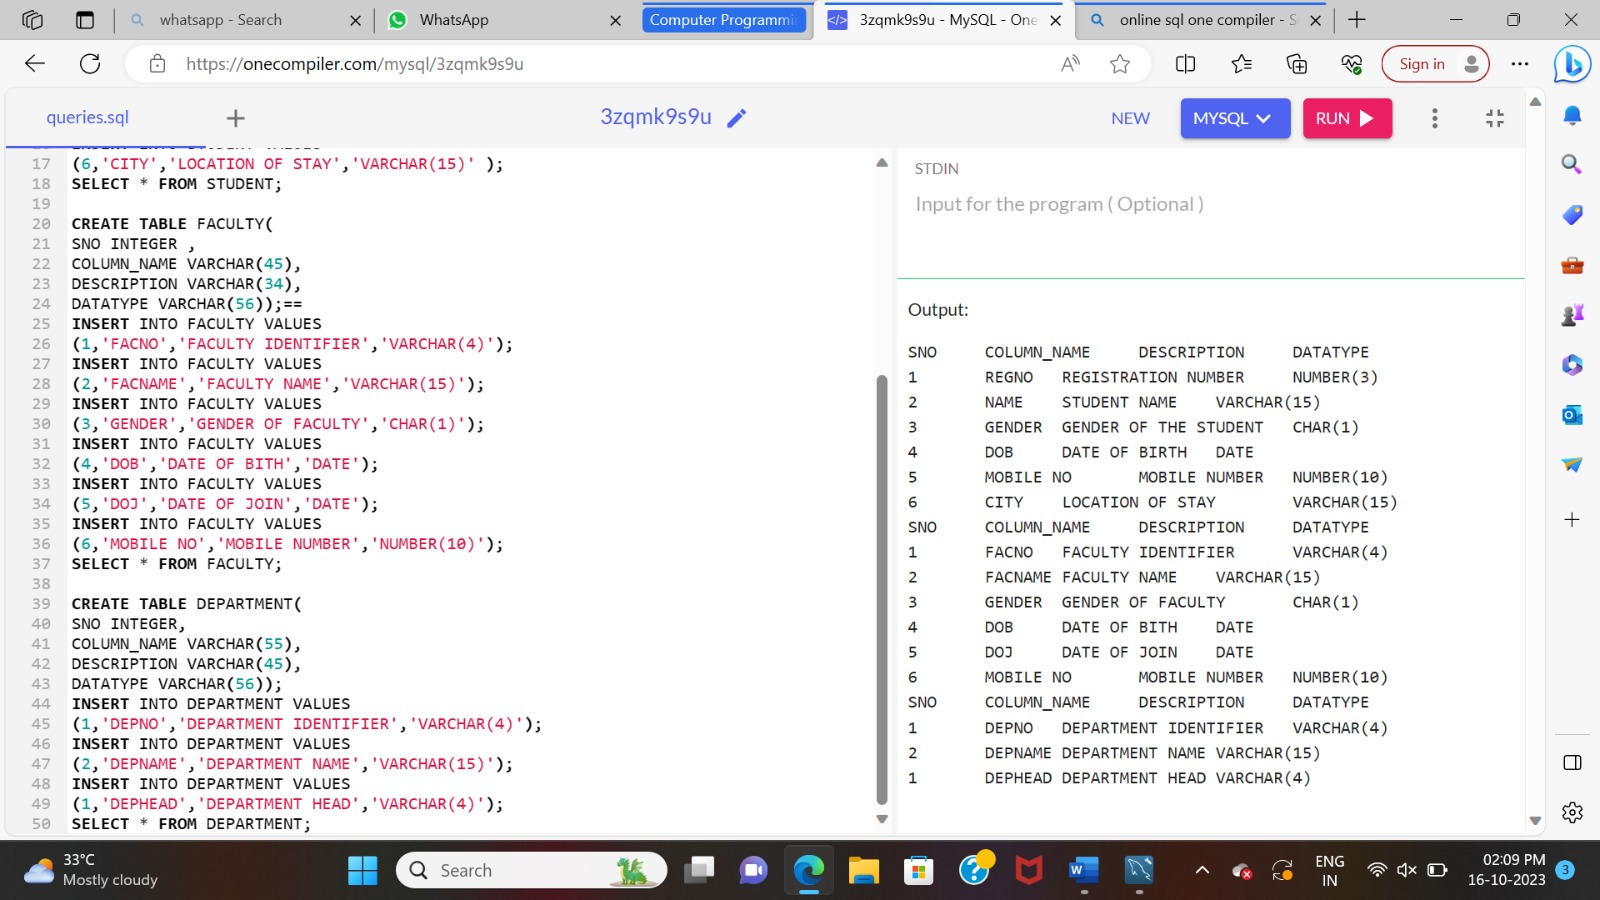 whatsapp - Search
WhatsApp
Computer Programmi
3zqmk9s9u - MySQL - One
online sql one compiler - S
https://onecompiler.com/mysql/3zqmk9s9u
Sign in
queries.sql
3zqmk9s9u
NEW
MYSQL
RUN
17 (6,'CITY','LOCATION OF STAY','VARCHAR(15)' );
18 SELECT * FROM STUDENT;
19
20 CREATE TABLE FACULTY(
21 SNO INTEGER ,
22 COLUMN_NAME VARCHAR(45),
23 DESCRIPTION VARCHAR(34),
24 DATATYPE VARCHAR(56));==
25 INSERT INTO FACULTY VALUES
26 (1,'FACNO','FACULTY IDENTIFIER','VARCHAR(4)');
27 INSERT INTO FACULTY VALUES
28 (2,'FACNAME','FACULTY NAME','VARCHAR(15)');
29 INSERT INTO FACULTY VALUES
30 (3,'GENDER','GENDER OF FACULTY','CHAR(1)');
31 INSERT INTO FACULTY VALUES
32 (4,'DOB','DATE OF BITH','DATE');
33 INSERT INTO FACULTY VALUES
34 (5,'DOJ','DATE OF JOIN','DATE');
35 INSERT INTO FACULTY VALUES
36 (6,'MOBILE NO','MOBILE NUMBER','NUMBER(10)');
37 SELECT * FROM FACULTY;
38
39 CREATE TABLE DEPARTMENT(
40 SNO INTEGER,
41 COLUMN_NAME VARCHAR(55),
42 DESCRIPTION VARCHAR(45),
43 DATATYPE VARCHAR(56));
44 INSERT INTO DEPARTMENT VALUES
45 (1,'DEPNO','DEPARTMENT IDENTIFIER','VARCHAR(4)');
46 INSERT INTO DEPARTMENT VALUES
47 (2,'DEPNAME','DEPARTMENT NAME','VARCHAR(15)');
48 INSERT INTO DEPARTMENT VALUES
49 (1,'DEPHEAD','DEPARTMENT HEAD','VARCHAR(4)');
50 SELECT * FROM DEPARTMENT;
STDIN
Input for the program ( Optional )
Output:
SNO COLUMN_NAME DESCRIPTION DATATYPE
1 REGNO REGISTRATION NUMBER NUMBER(3)
2 NAME STUDENT NAME VARCHAR(15)
3 GENDER GENDER OF THE STUDENT CHAR(1)
4 DOB DATE OF BIRTH DATE
5 MOBILE NO MOBILE NUMBER NUMBER(10)
6 CITY LOCATION OF STAY VARCHAR(15)
SNO COLUMN_NAME DESCRIPTION DATATYPE
1 FACNO FACULTY IDENTIFIER VARCHAR(4)
2 FACNAME FACULTY NAME VARCHAR(15)
3 GENDER GENDER OF FACULTY CHAR(1)
4 DOB DATE OF BITH DATE
5 DOJ DATE OF JOIN DATE
6 MOBILE NO MOBILE NUMBER NUMBER(10)
SNO COLUMN_NAME DESCRIPTION DATATYPE
1 DEPNO DEPARTMENT IDENTIFIER VARCHAR(4)
2 DEPNAME DEPARTMENT NAME VARCHAR(15)
1 DEPHEAD DEPARTMENT HEAD VARCHAR(4)
33°C
Mostly cloudy
Search
ENG
IN
02:09 PM
16-10-2023
3